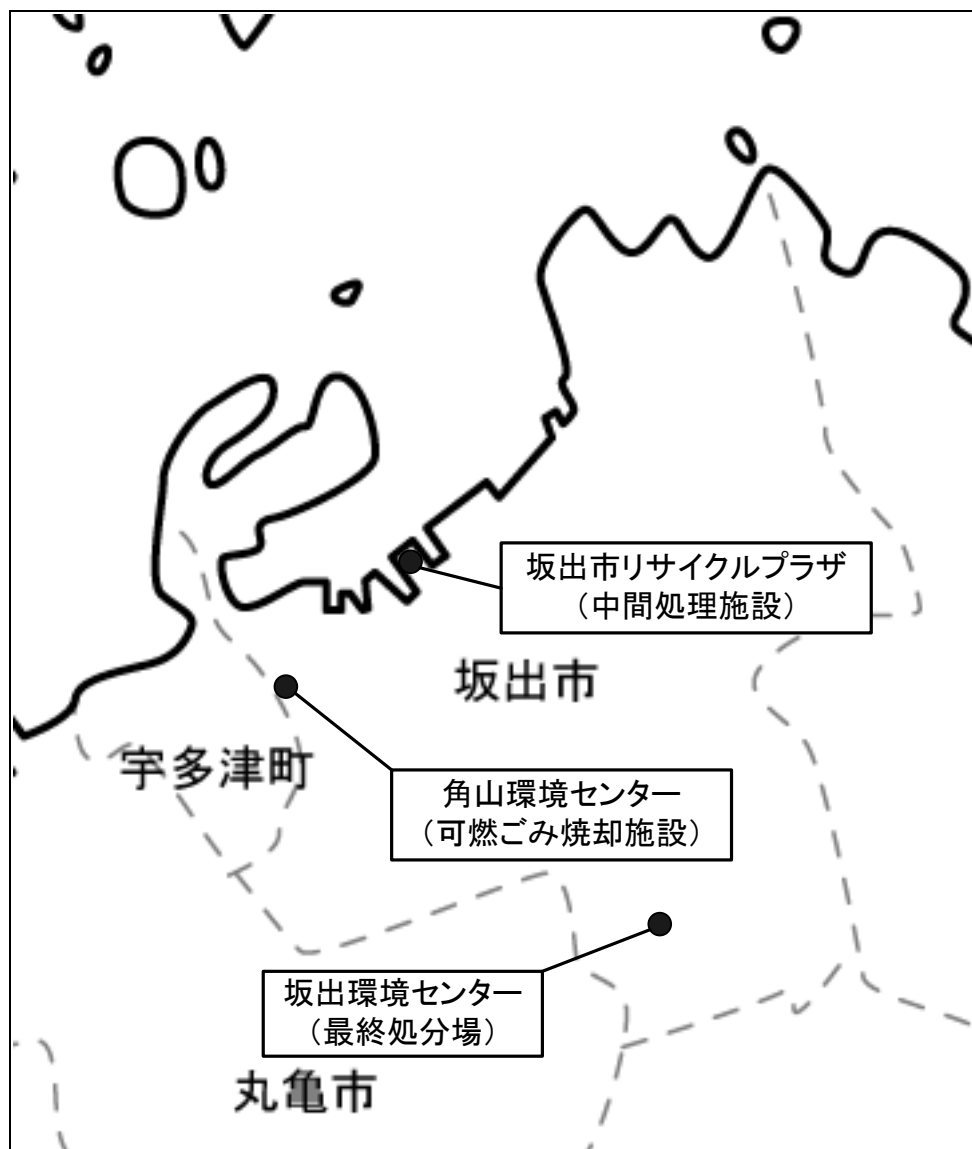 坂出市リサイクルプラザ
（中間処理施設）
坂出市
宇多津町
角山環境センター
（可燃ごみ焼却施設）
坂出環境センター
（最終処分場）
丸亀市